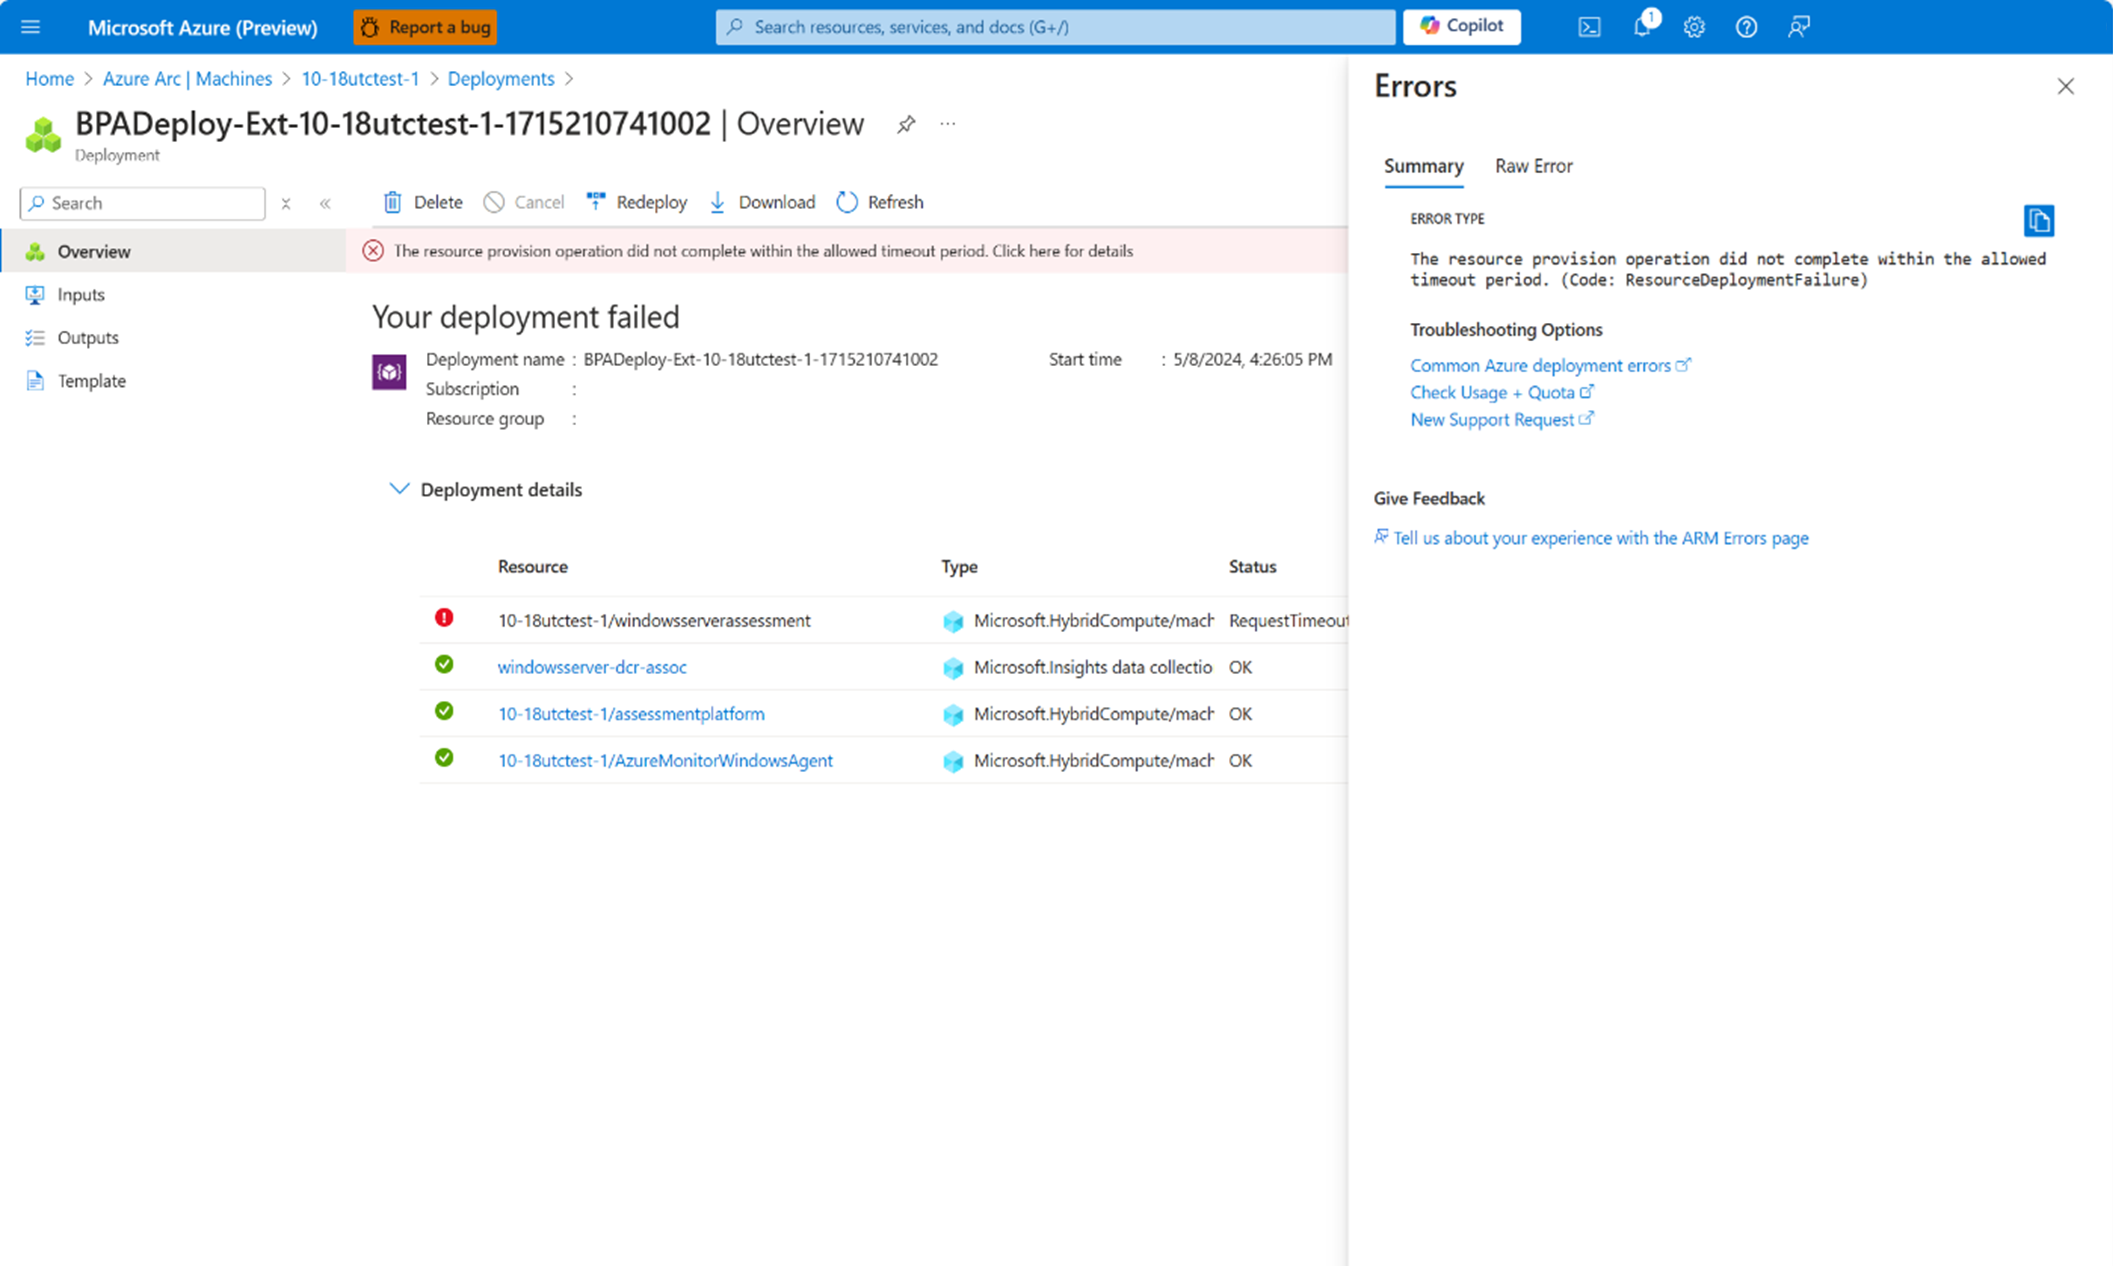 Microsoft Azure (Preview)
Report a bug
Search resources, services, and docs (G+/)
Copilot
1
Home > Azure Arc | Machines > 10-18utctest-1 > Deployments >
BPADeploy-Ext-10-18utctest-1-1715210741002 | Overview
Deployment
Search
Delete
Cancel
Redeploy
Download
Refresh
Overview
Inputs
Outputs
Template
The resource provision operation did not complete within the allowed timeout period. Click here for details
Your deployment failed
Deployment name : BPADeploy-Ext-10-18utctest-1-1715210741002
Subscription :
Resource group :
Start time : 5/8/2024, 4:26:05 PM
Deployment details
Resource Type Status
10-18utctest-1/windowsserverassessment Microsoft.HybridCompute/mach RequestTimeout
windowsserver-dcr-assoc Microsoft.Insights data collectio OK
10-18utctest-1/assessmentplatform Microsoft.HybridCompute/mach OK
10-18utctest-1/AzureMonitorWindowsAgent Microsoft.HybridCompute/mach OK
Errors
Summary
Raw Error
ERROR TYPE
The resource provision operation did not complete within the allowed
timeout period. (Code: ResourceDeploymentFailure)
Troubleshooting Options
Common Azure deployment errors
Check Usage + Quota
New Support Request
Give Feedback
Tell us about your experience with the ARM Errors page